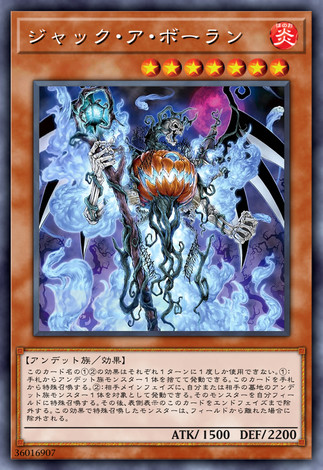 ジャック・ア・ボーラン
炎
【アンデット族／効果】
このカード名の①②の効果はそれぞれ１ターンに１度しか使用できない。①：
手札からアンデット族モンスター１体を捨てて発動できる。このカードを手札
から特殊召喚する。②：相手メインフェイズに、自分または相手の墓地のアンデ
ット族モンスター１体を対象として発動できる。そのモンスターを自分フィール
ドに特殊召喚する。その後、表側表示のこのカードをエンドフェイズまで除
外する。この効果で特殊召喚したモンスターは、フィールドから離れた場合に
除外される。
ATK/1500 DEF/2200
36016907